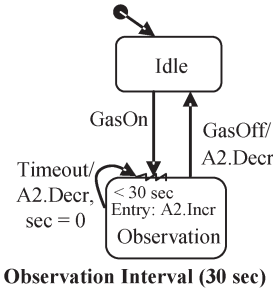 Idle
GasOn
GasOff/
A2.Decr
Timeout/
A2.Decr,
sec = 0
< 30 sec
Entry: A2.Incr
Observation
Observation Interval (30 sec)